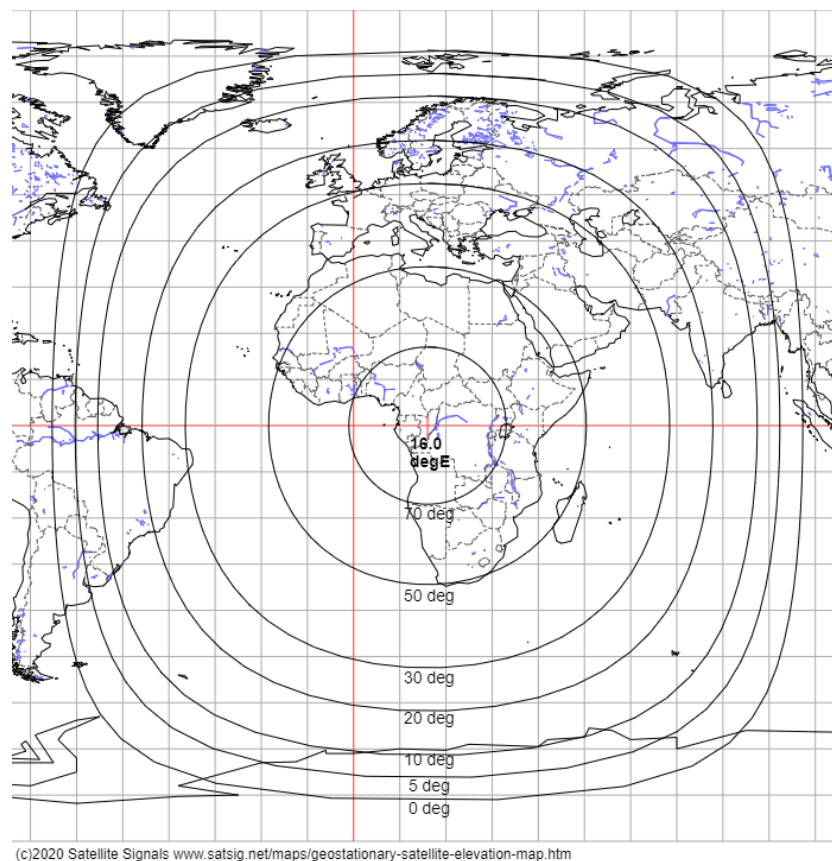 16.0
degE
70 deg
50 deg
30 deg
20 deg
10 deg
5 deg
0 deg
(c)2020 Satellite Signals www.satsig.net/maps/geostationary-satellite-elevation-map.htm